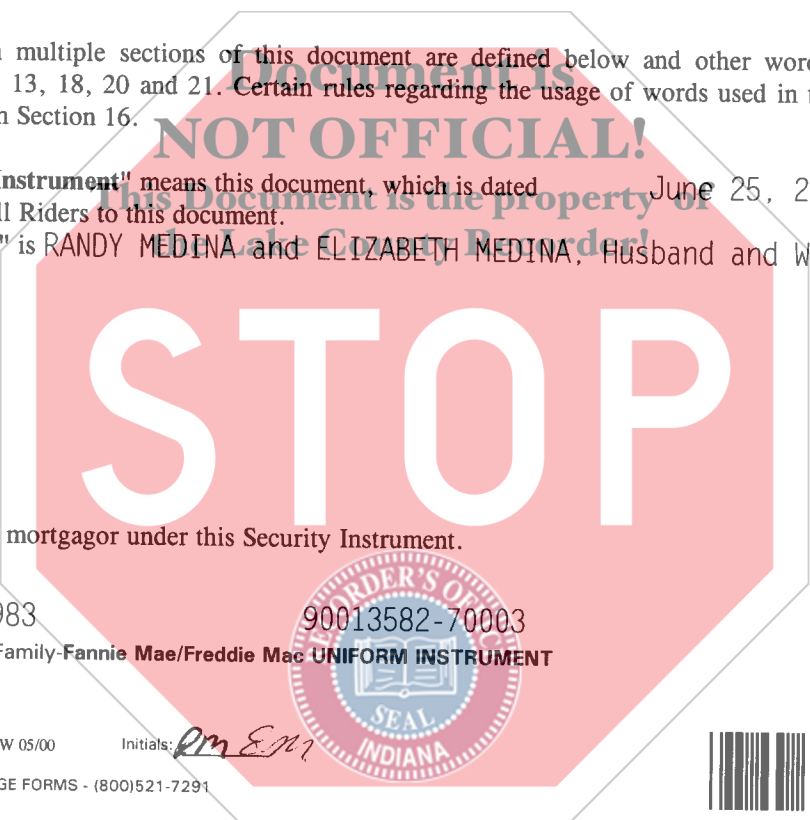 multiple sections of this document are defined below and other wor
13, 18, 20 and 21. Certain rules regarding the usage of words used in
Section 16.
Document is
NOT OFFICIAL!
This Document is the property of
the Lake County Recorder!
Instrument" means this document, which is dated June 25, 2
ll Riders to this document.
" is RANDY MEDINA and ELIZABETH MEDINA, Husband and W
STOP
mortgagor under this Security Instrument.
983 90013582-70003
Family-Fannie Mae/Freddie Mac UNIFORM INSTRUMENT
RECORDER'S OFFICE
SEAL
INDIANA
W 05/00 Initials: RM EM
GE FORMS - (800)521-7291